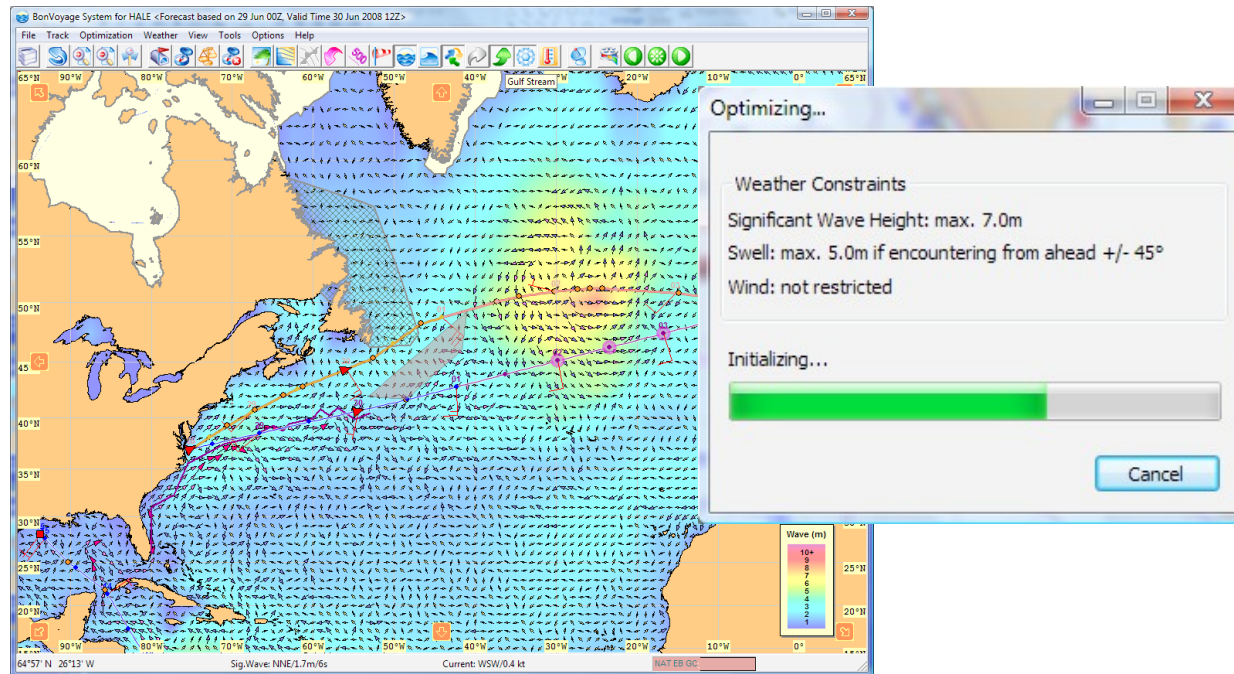 BonVoyage System for HALE <Forecast based on 29 Jun 00Z, Valid Time 30 Jun 2008 12Z>
File Track Optimization Weather View Tools Options Help
500
65°N 90°W 80°W 70°W 60°W 50°W 40°W 30°W 20°W 10°W 0° 65°N
Gulf Stream
60°N
55°N
50°N
45°N
40°N
35°N
30°N
25°N 25°N
20°N 20°N
01
03
29
20
Wave (m)
10+
9
8
7
6
5
4
3
2
1
90°W 80°W 70°W 60°W 50°W 40°W 30°W 20°W 10°W 0°
64°57' N 26°13' W Sig.Wave: NNE/1.7m/6s Current: WSW/0.4 kt NAT EB GC
Optimizing...
Weather Constraints
Significant Wave Height: max. 7.0m
Swell: max. 5.0m if encountering from ahead +/- 45°
Wind: not restricted
Initializing...
Cancel